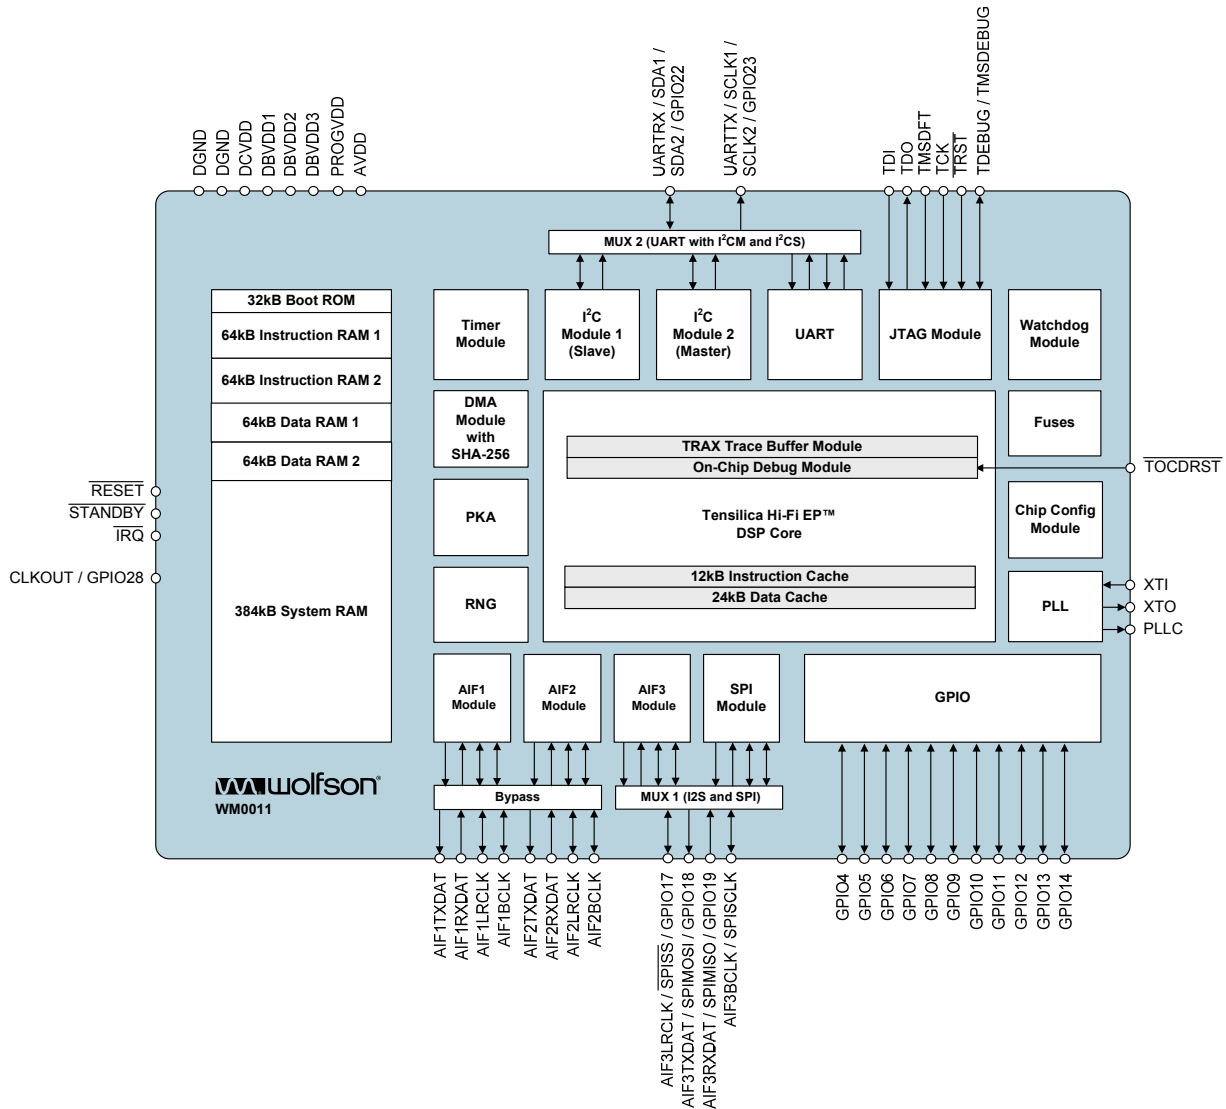 UARTRX / SDA1 /
SDA2 / GPIO22
UARTTX / SCLK1 /
SCLK2 / GPIO23
DGND
DGND
DCVDD
DBVDD1
DBVDD2
DBVDD3
PROGVDD
AVDD
TDI
TDO
TMSDFT
TCK
TRST
TDEBUG / TMSDEBUG
MUX 2 (UART with I²CM and I²CS)
32kB Boot ROM
64kB Instruction RAM 1
64kB Instruction RAM 2
64kB Data RAM 1
64kB Data RAM 2
384kB System RAM
Timer
Module
I²C
Module 1
(Slave)
I²C
Module 2
(Master)
UART
JTAG Module
Watchdog
Module
DMA
Module
with
SHA-256
TRAX Trace Buffer Module
On-Chip Debug Module
Tensilica Hi-Fi EP™
DSP Core
12kB Instruction Cache
24kB Data Cache
Fuses
TOCDRST
RESET
STANDBY
IRQ
CLKOUT / GPIO28
PKA
RNG
Chip Config
Module
PLL
XTI
XTO
PLLC
AIF1
Module
AIF2
Module
AIF3
Module
SPI
Module
GPIO
wolfson®
WM0011
Bypass
MUX 1 (I2S and SPI)
AIF1TXDAT
AIF1RXDAT
AIF1LRCLK
AIF1BCLK
AIF2TXDAT
AIF2RXDAT
AIF2LRCLK
AIF2BCLK
AIF3LRCLK / SPISS / GPIO17
AIF3TXDAT / SPIMOSI / GPIO18
AIF3RXDAT / SPIMISO / GPIO19
AIF3BCLK / SPISCLK
GPIO4
GPIO5
GPIO6
GPIO7
GPIO8
GPIO9
GPIO10
GPIO11
GPIO12
GPIO13
GPIO14